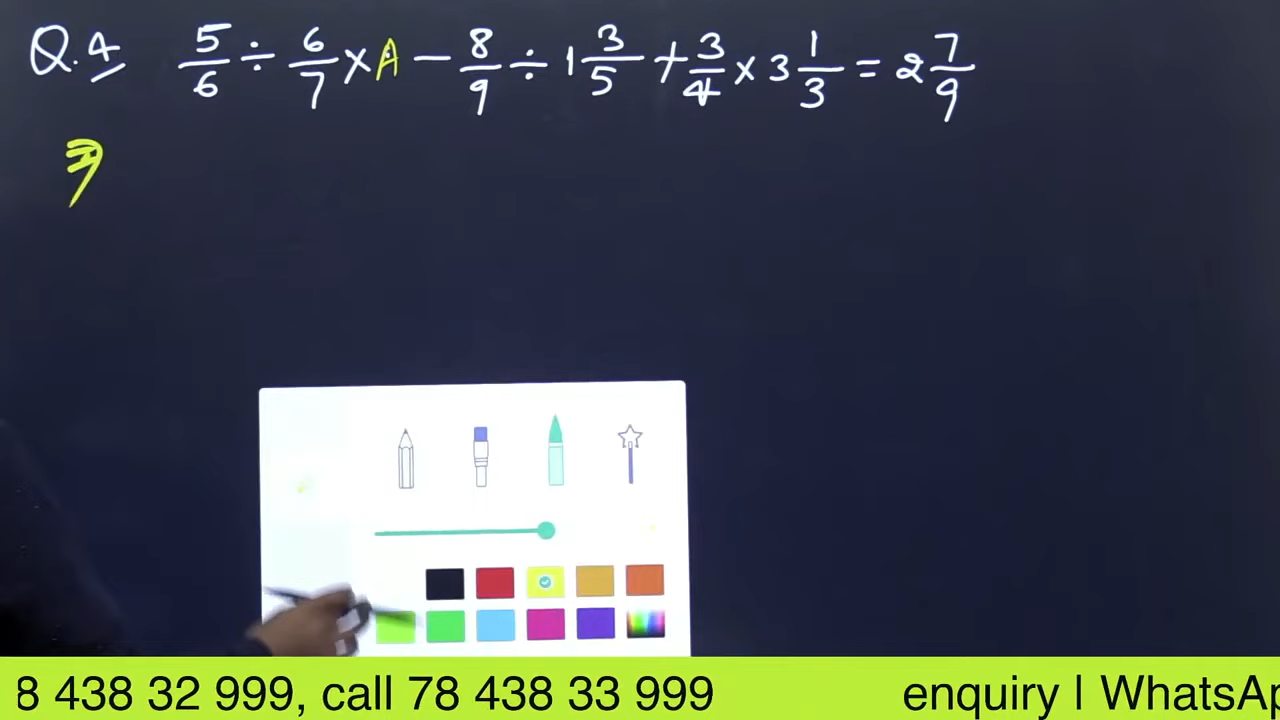 Q.4 5/6 ÷ 6/7 × A − 8/9 ÷ 1 3/5 + 3/4 × 3 1/3 = 2 7/9
⇒
8 438 32 999, call 78 438 33 999 enquiry | WhatsAp